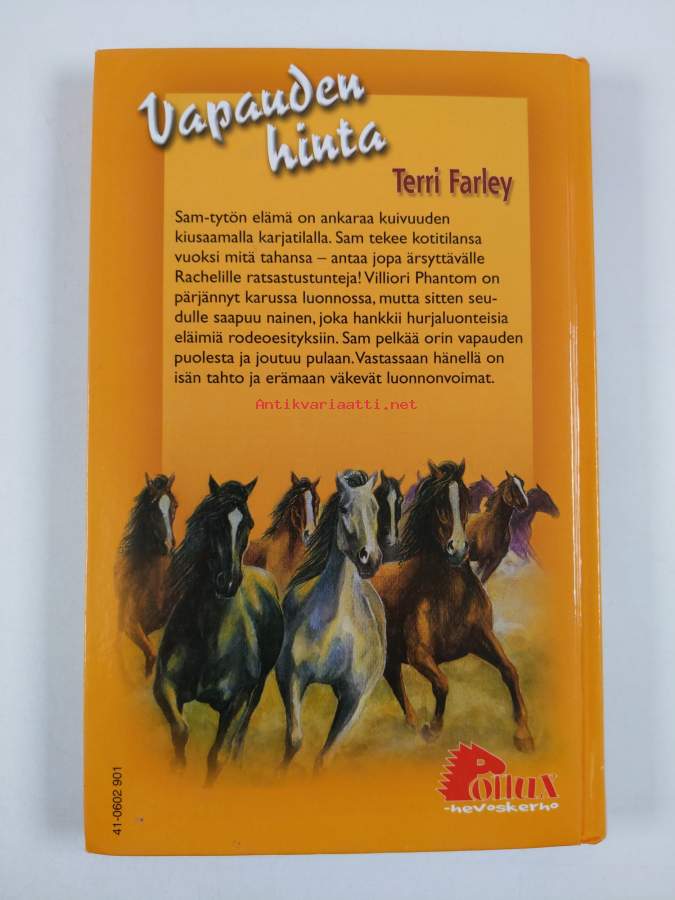 Vapauden
hinta
Terri Farley
Sam-tytön elämä on ankaraa kuivuuden
kiusaamalla karjatilalla. Sam tekee kotitilansa
vuoksi mitä tahansa – antaa jopa ärsyttävälle
Rachelille ratsastustunteja! Villiori Phantom on
pärjännyt karussa luonnossa, mutta sitten seu-
dulle saapuu nainen, joka hankkii hurjaluonteisia
eläimiä rodeoesityksiin. Sam pelkää orin vapauden
puolesta ja joutuu pulaan. Vastassaan hänellä on
isän tahto ja erämaan väkevät luonnonvoimat.
Antikvariaatti.net
Pollux
-hevoskerho
41-0602 901